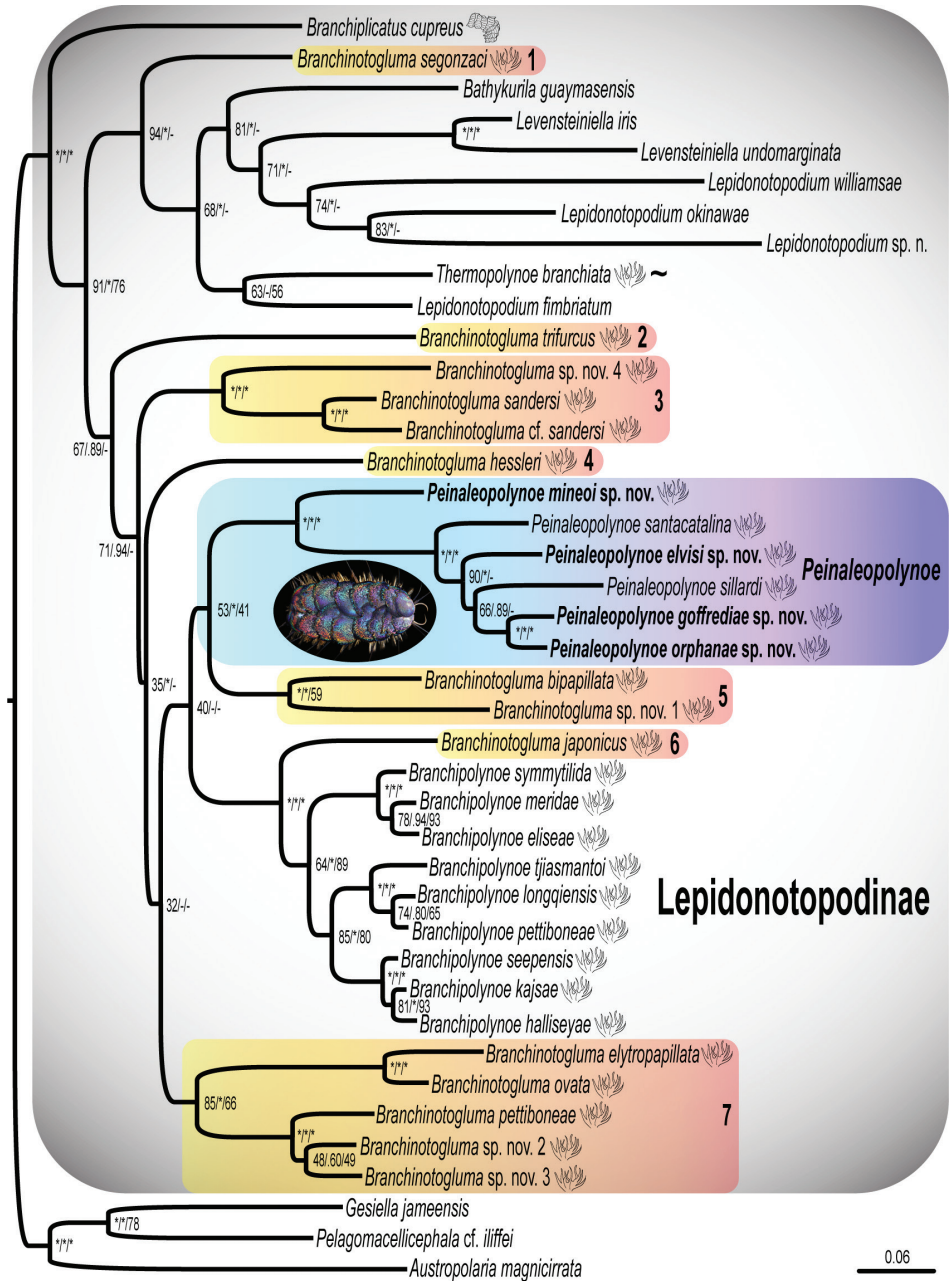 Branchiplicatus cupreus
Branchinotogluma segonzaci 1
Bathykurila guaymasensis
94/*/-
81/*/-
Levensteiniella iris
*/*/*
*/*/*
Levensteiniella undomarginata
71/*/-
Lepidonotopodium williamsae
74/*/-
68/*/-
Lepidonotopodium okinawae
83/*/-
Lepidonotopodium sp. n.
Thermopolynoe branchiata ~
91/*/76
63/-/56
Lepidonotopodium fimbriatum
Branchinotogluma trifurcus 2
Branchinotogluma sp. nov. 4
*/*/*
Branchinotogluma sandersi 3
*/*/*
Branchinotogluma cf. sandersi
67/.89/-
Branchinotogluma hessleri 4
Peinaleopolynoe mineoi sp. nov.
*/*/*
Peinaleopolynoe santacatalina
71/.94/-
*/*/*
Peinaleopolynoe elvisi sp. nov.
Peinaleopolynoe
90/*/-
Peinaleopolynoe sillardi
53/*/41
66/.89/-
Peinaleopolynoe goffrediae sp. nov.
*/*/*
Peinaleopolynoe orphanae sp. nov.
Branchinotogluma bipapillata
35/*/-
*/*/59
5
40/-/-
Branchinotogluma sp. nov. 1
Branchinotogluma japonicus 6
Branchipolynoe symmytilida
*/*/*
Branchipolynoe meridae
*/*/*
78/.94/93
Branchipolynoe eliseae
64/*/89
Branchipolynoe tjiasmantoi
*/*/*
Branchipolynoe longqiensis
Lepidonotopodinae
32/-/-
74/.80/65
Branchipolynoe pettiboneae
85/*/80
Branchipolynoe seepensis
*/*/*
Branchipolynoe kajsae
81/*/93
Branchipolynoe halliseyae
Branchinotogluma elytropapillata
*/*/*
Branchinotogluma ovata
85/*/66
Branchinotogluma pettiboneae 7
*/*/*
Branchinotogluma sp. nov. 2
48/.60/49
Branchinotogluma sp. nov. 3
Gesiella jameensis
*/*/78
Pelagomacellicephala cf. iliffei
*/*/*
0.06
Austropolaria magnicirrata